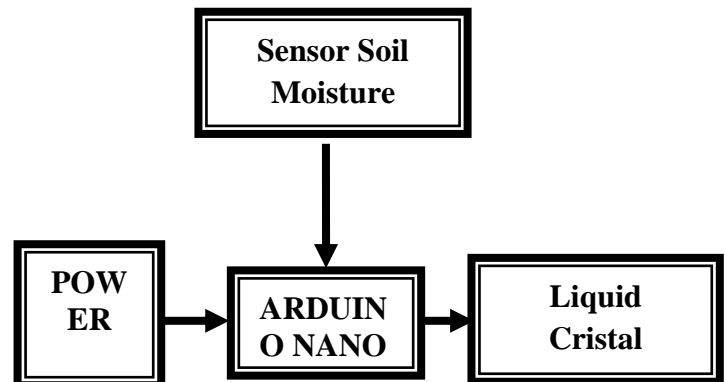 Sensor Soil
Moisture
POW
ER
ARDUIN
O NANO
Liquid
Cristal